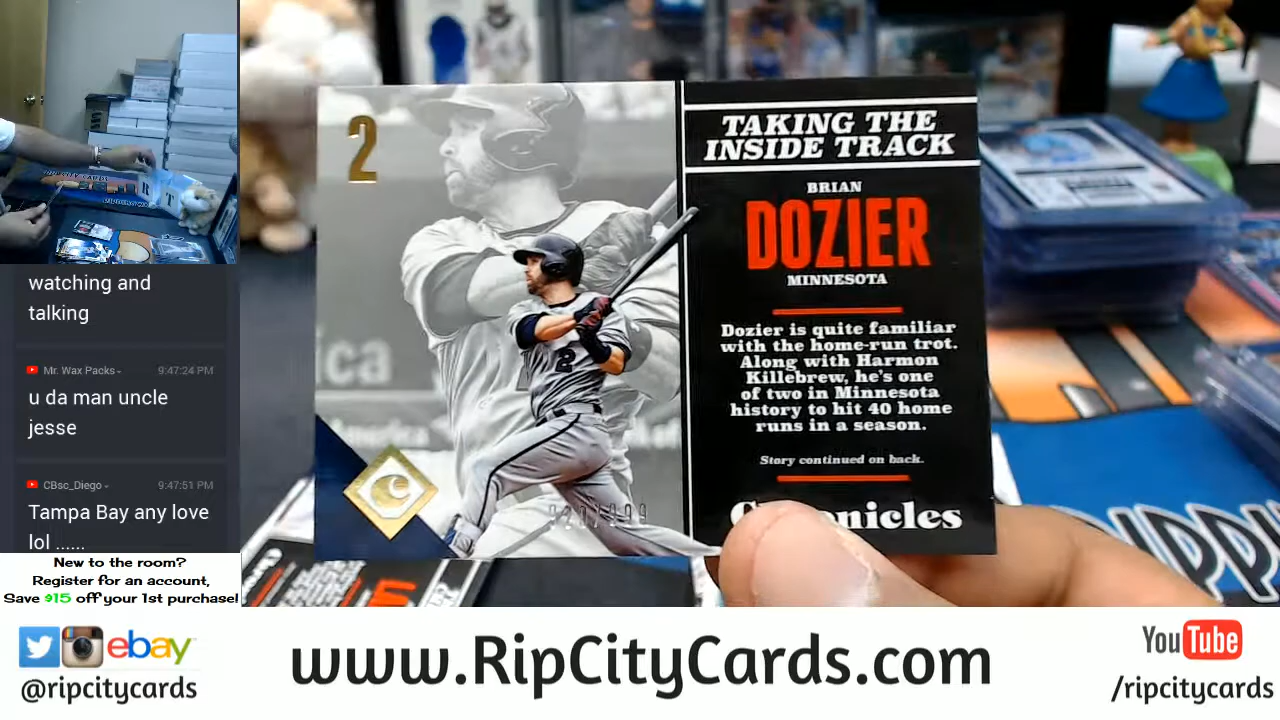 watching and
talking
Mr. Wax Packs
9:47:24 PM
u da man uncle
jesse
CBsc_Diego
9:47:51 PM
Tampa Bay any love
lol ......
New to the room?
Register for an account,
Save $15 off your 1st purchase!
2
TAKING THE
INSIDE TRACK
BRIAN
DOZIER
MINNESOTA
Dozier is quite familiar
with the home-run trot.
Along with Harmon
Killebrew, he's one
of two in Minnesota
history to hit 40 home
runs in a season.
Story continued on back.
2
C
ebay
@ripcitycards
www.RipCityCards.com
YouTube
/ripcitycards